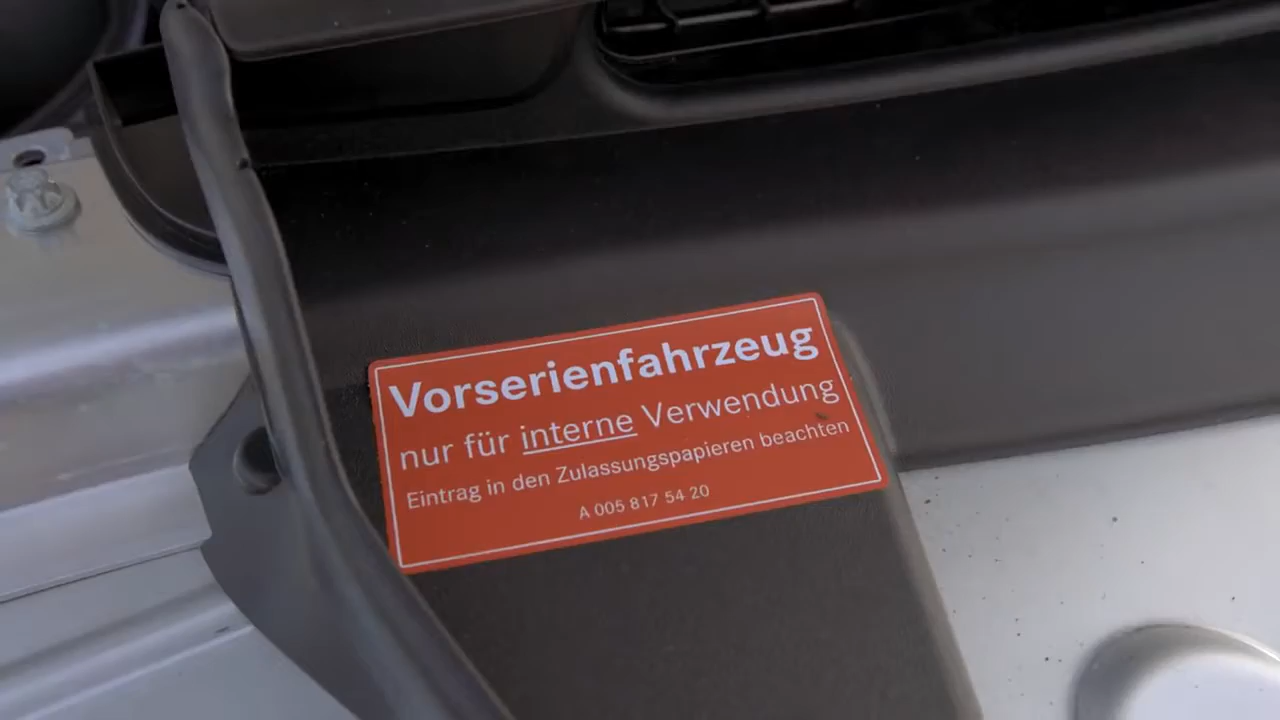 Vorserienfahrzeug
nur für interne Verwendung
Eintrag in den Zulassungspapieren beachten
A 005 817 54 20